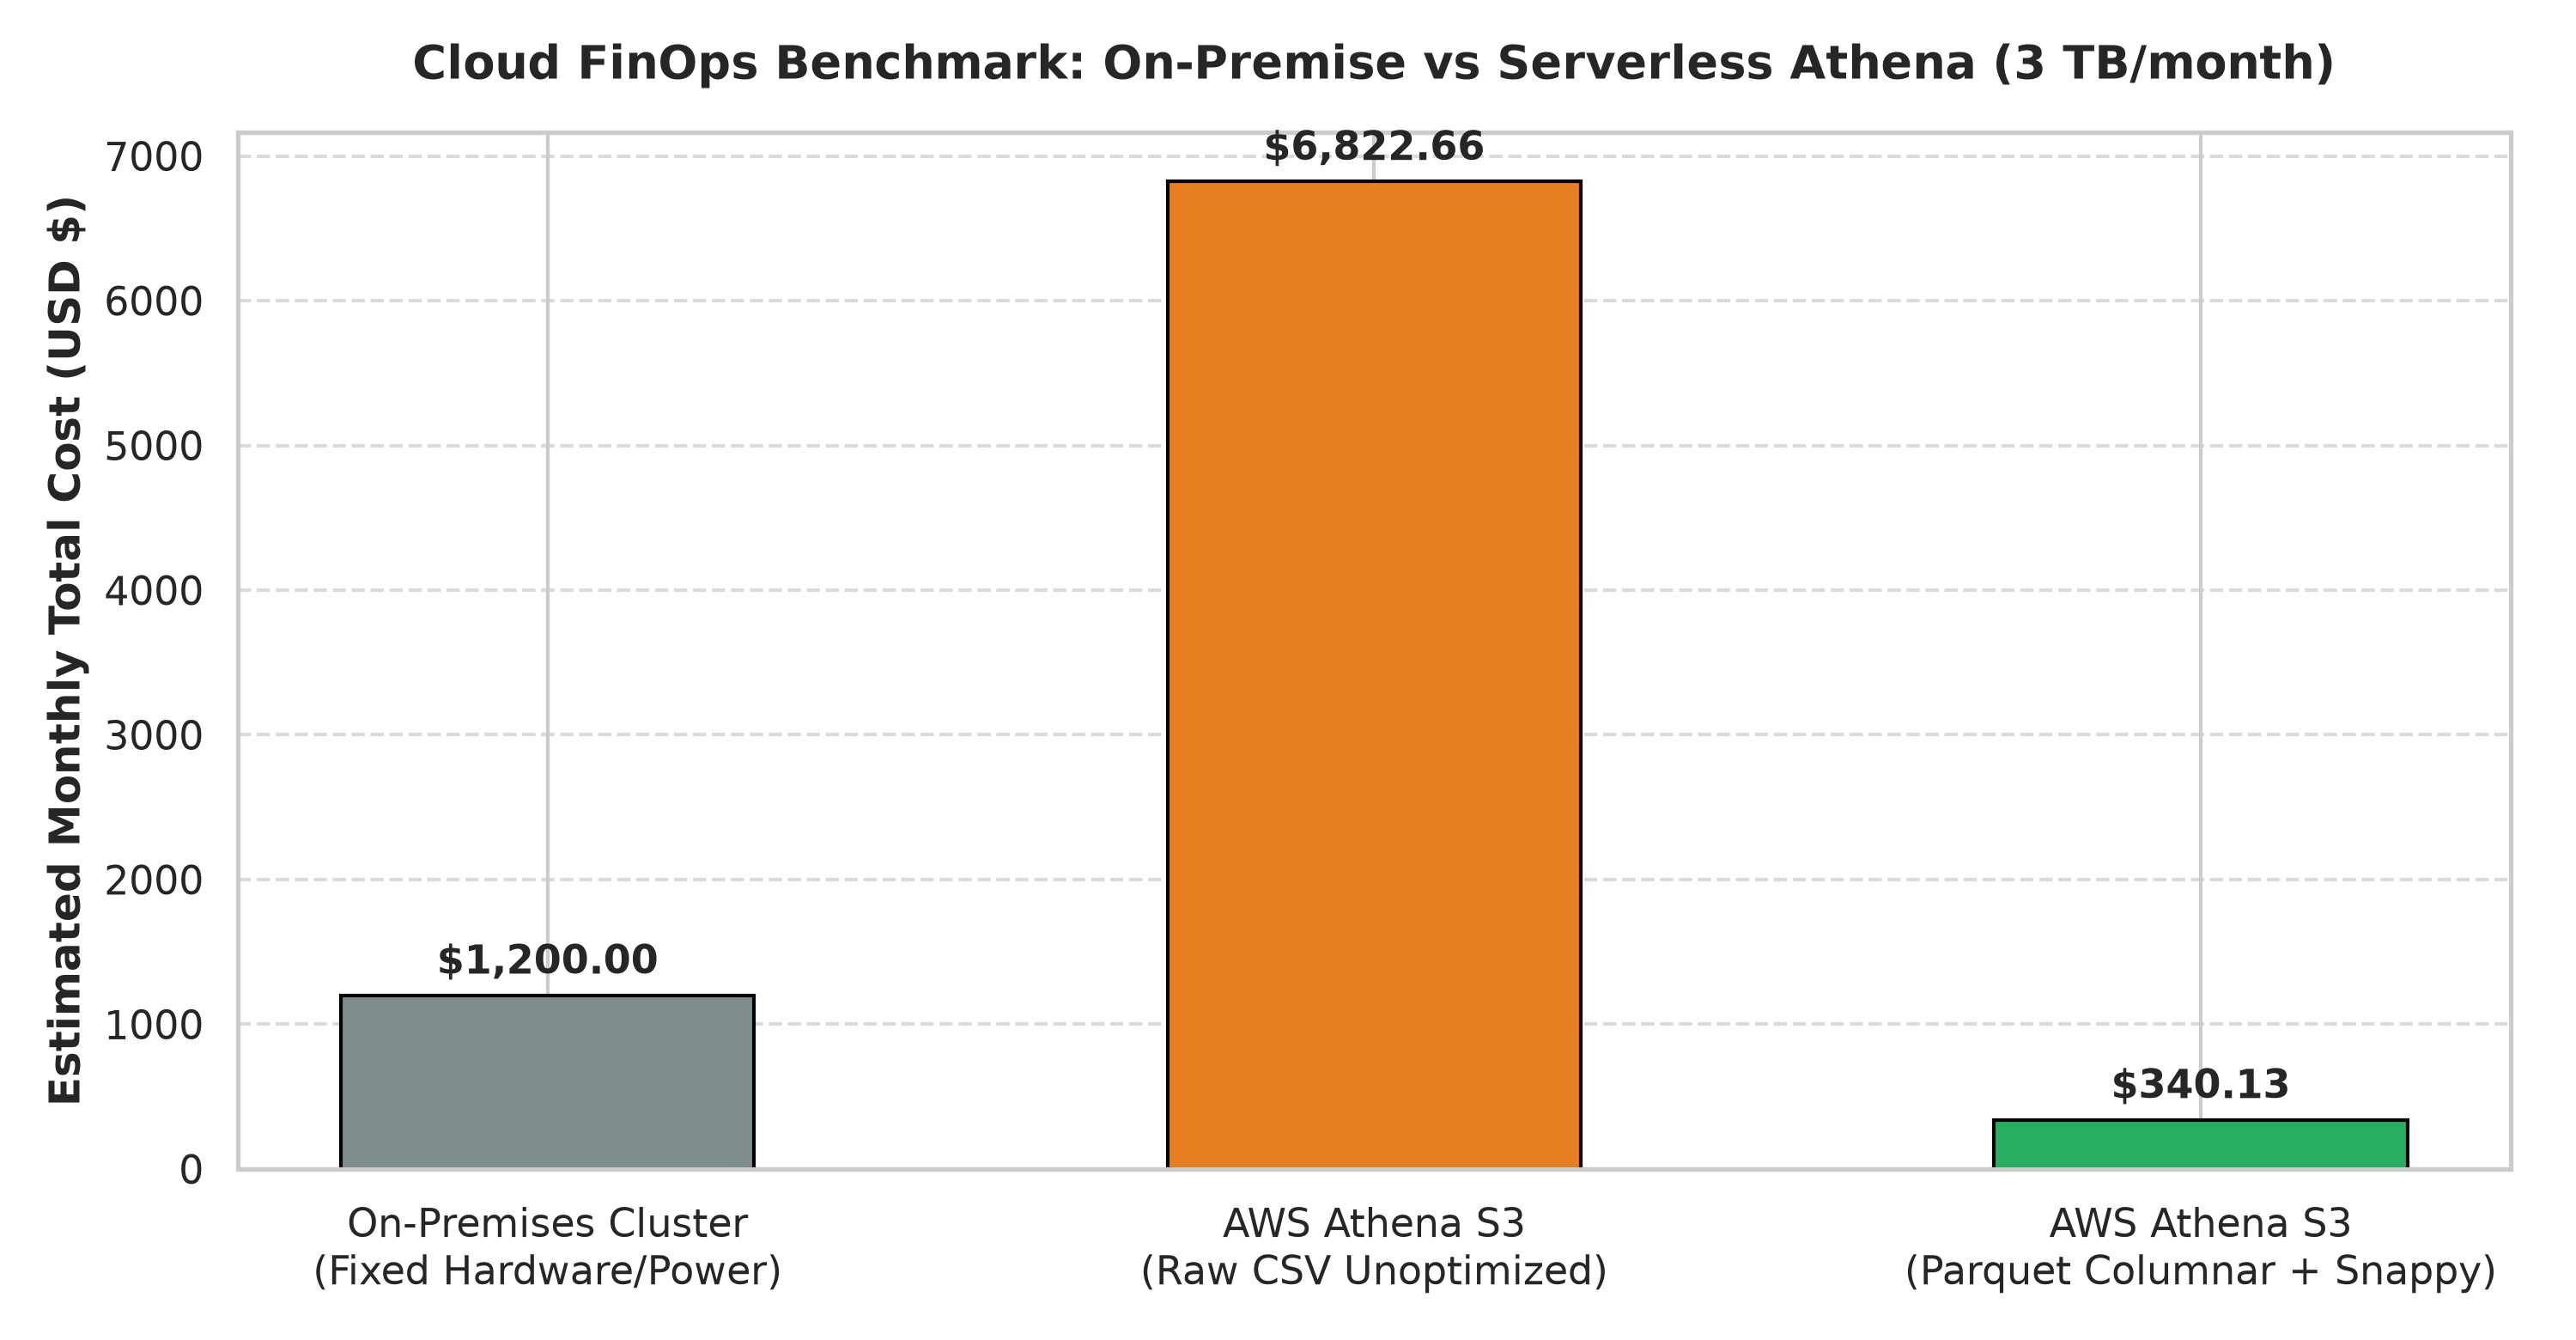 Cloud FinOps Benchmark: On-Premise vs Serverless Athena (3 TB/month)
Estimated Monthly Total Cost (USD $)
7000
6000
5000
4000
3000
2000
1000
0
$1,200.00
$6,822.66
$340.13
On-Premises Cluster
(Fixed Hardware/Power)
AWS Athena S3
(Raw CSV Unoptimized)
AWS Athena S3
(Parquet Columnar + Snappy)